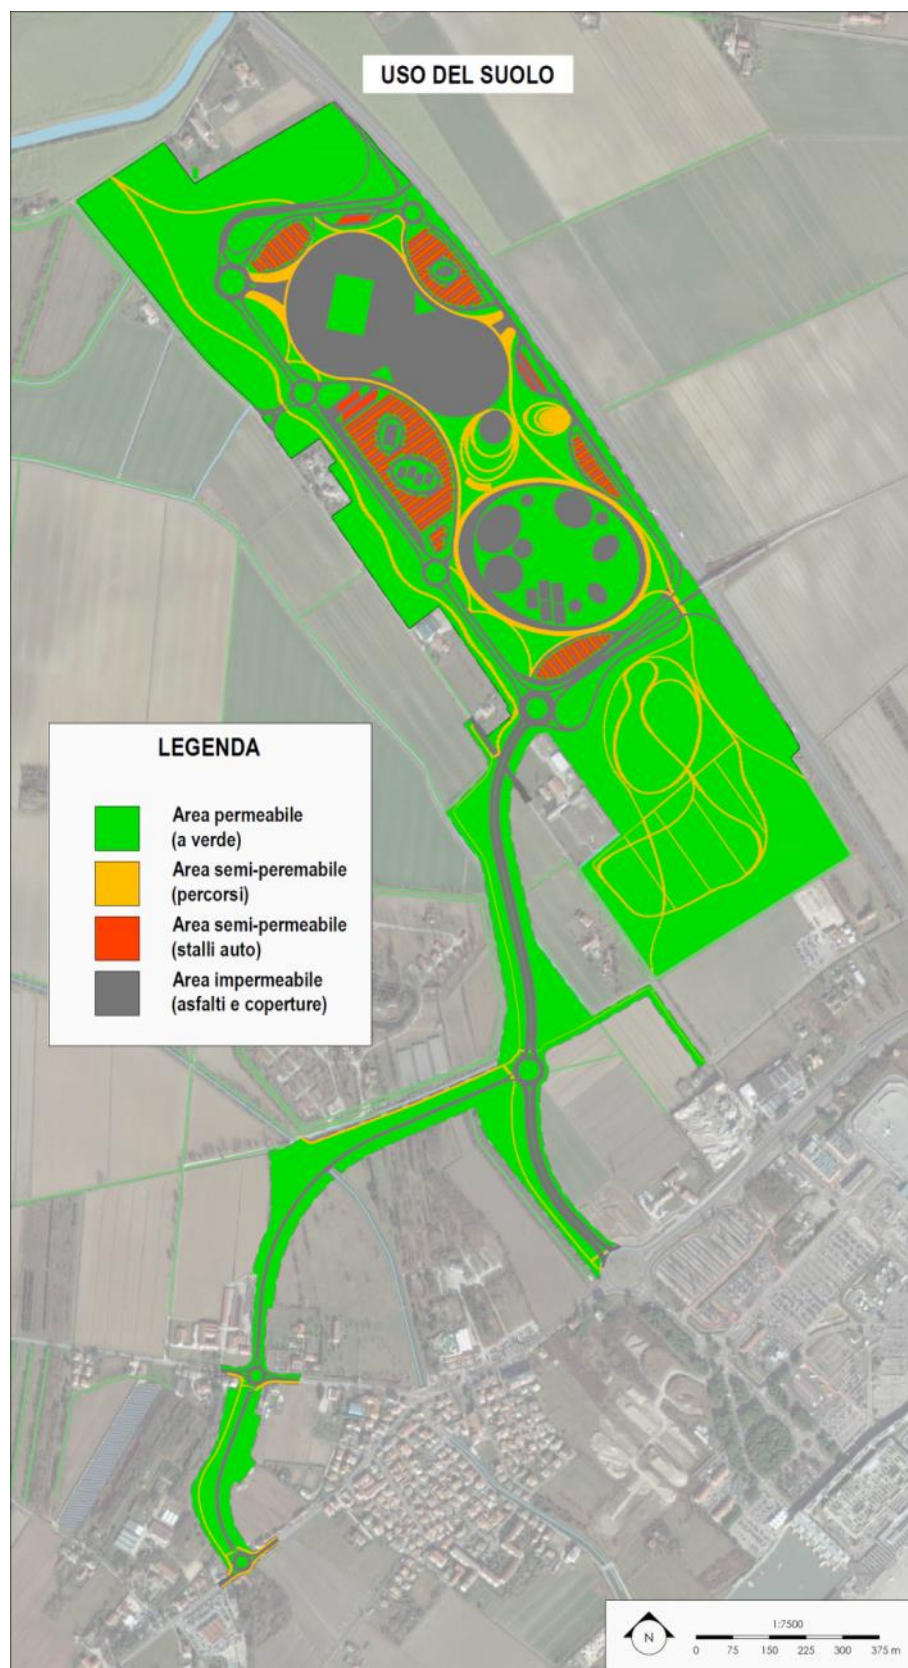 USO DEL SUOLO
LEGENDA
Area permeabile
(a verde)
Area semi-peremabile
(percorsi)
Area semi-permeabile
(stalli auto)
Area impermeabile
(asfalti e coperture)
N
1:7500
0 75 150 225 300 375 m